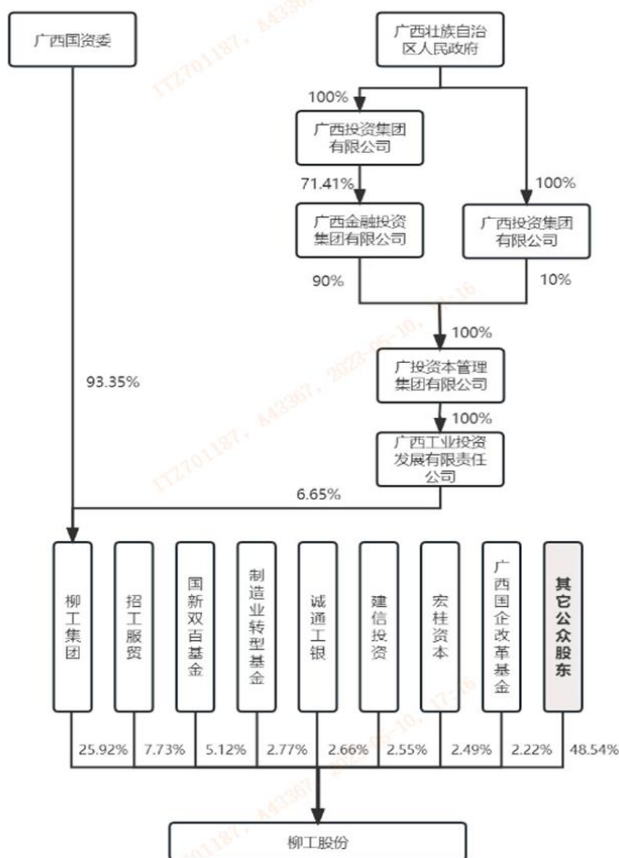 广西国资委
广西壮族自治
区人民政府
100%
广西投资集团
有限公司
71.41%
100%
广西金融投资
集团有限公司
广西投资集团
有限公司
90%
10%
100%
广投资本管理
集团有限公司
93.35%
100%
广西工业投资
发展有限责任
公司
6.65%
柳工集团
招工服贸
国新双百基金
制造业转型基金
诚通工银
建信投资
宏桂资本
广西国企改革基金
其它公众股东
25.92%
7.73%
5.12%
2.77%
2.66%
2.55%
2.49%
2.22%
48.54%
柳工股份